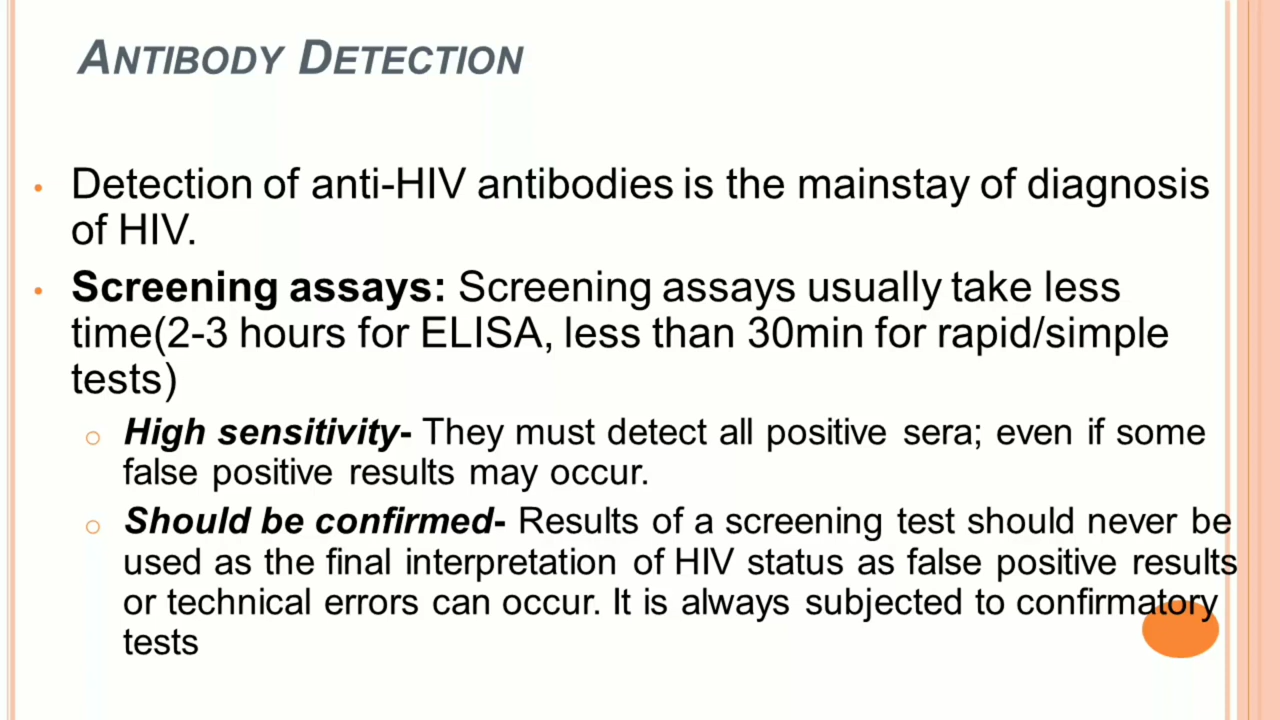 ANTIBODY DETECTION
• Detection of anti-HIV antibodies is the mainstay of diagnosis
of HIV.
• Screening assays: Screening assays usually take less
time(2-3 hours for ELISA, less than 30min for rapid/simple
tests)
o High sensitivity- They must detect all positive sera; even if some
false positive results may occur.
o Should be confirmed- Results of a screening test should never be
used as the final interpretation of HIV status as false positive results
or technical errors can occur. It is always subjected to confirmatory
tests